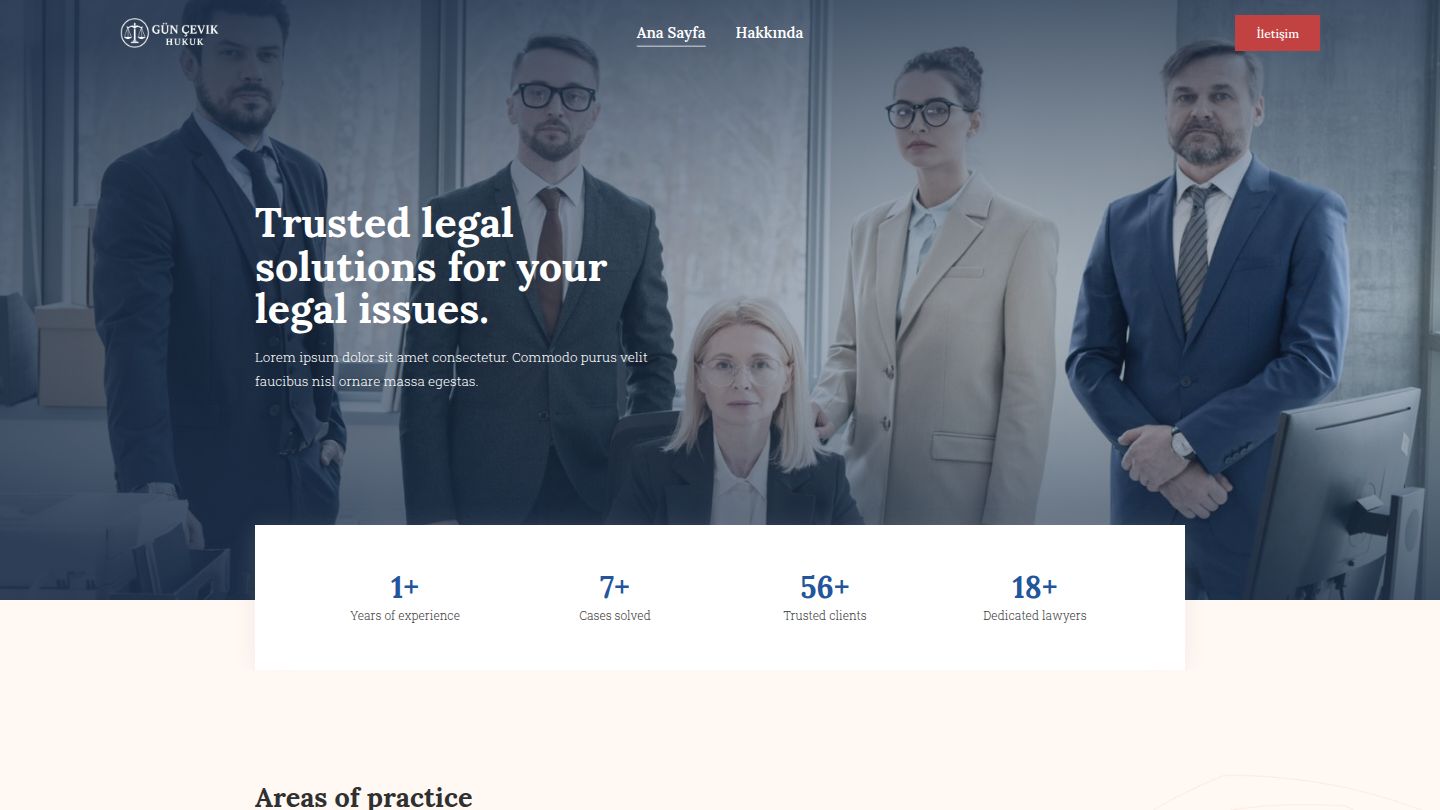 GÜN ÇEVIK
HUKUK
Ana Sayfa
Hakkında
İletişim
Trusted legal
solutions for your
legal issues.
Lorem ipsum dolor sit amet consectetur. Commodo purus velit
faucibus nisl ornare massa egestas.
1+
Years of experience
7+
Cases solved
56+
Trusted clients
18+
Dedicated lawyers
Areas of practice